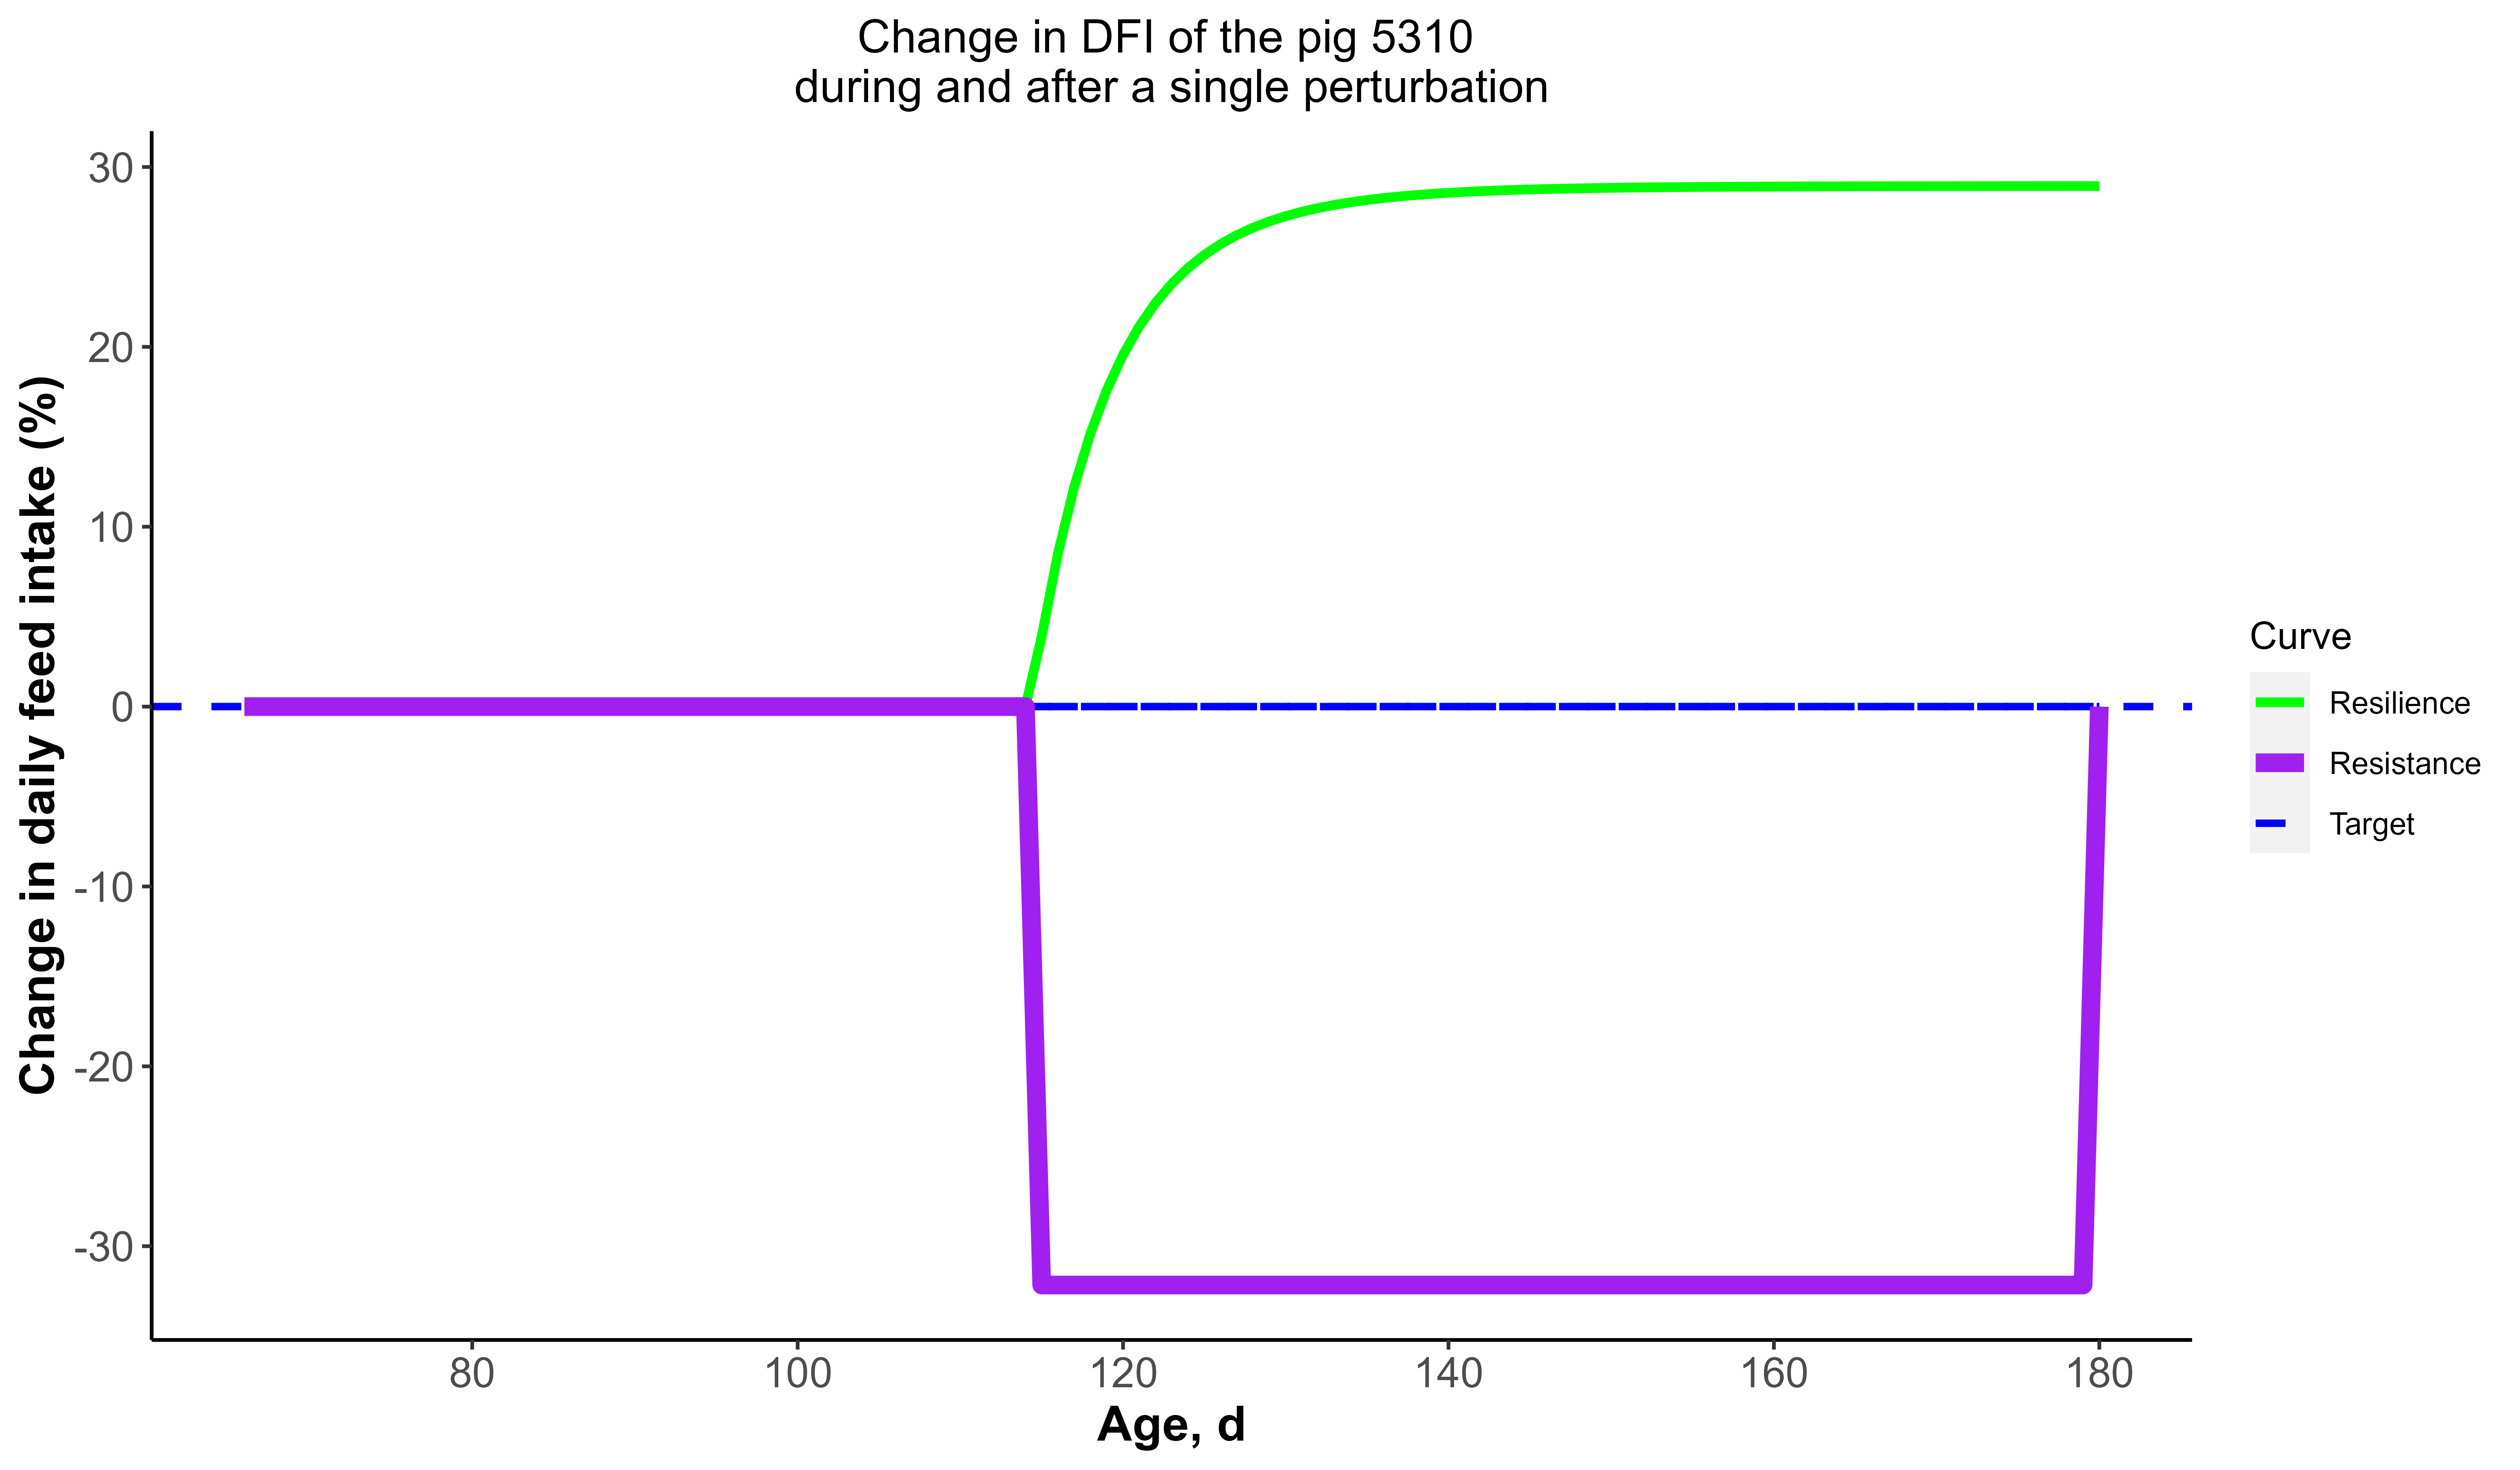 Change in DFI of the pig 5310
during and after a single perturbation
Change in daily feed intake (%)
30
20
10
0
-10
-20
-30
80 100 120 140 160 180
Age, d
Curve
Resilience
Resistance
Target